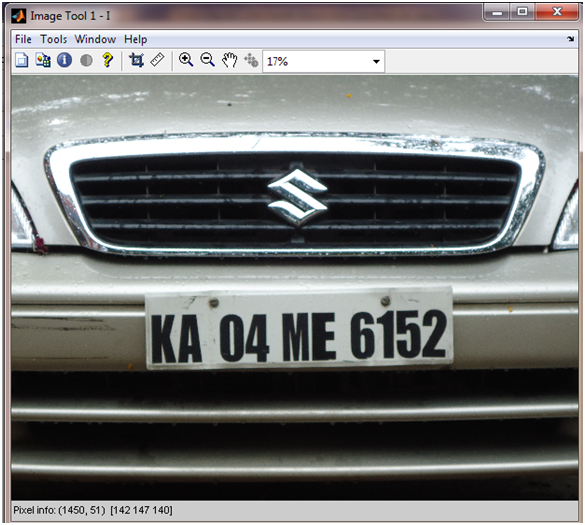 Image Tool 1 - I
File Tools Window Help
17%
KA 04 ME 6152
Pixel info: (1450, 51) [142 147 140]